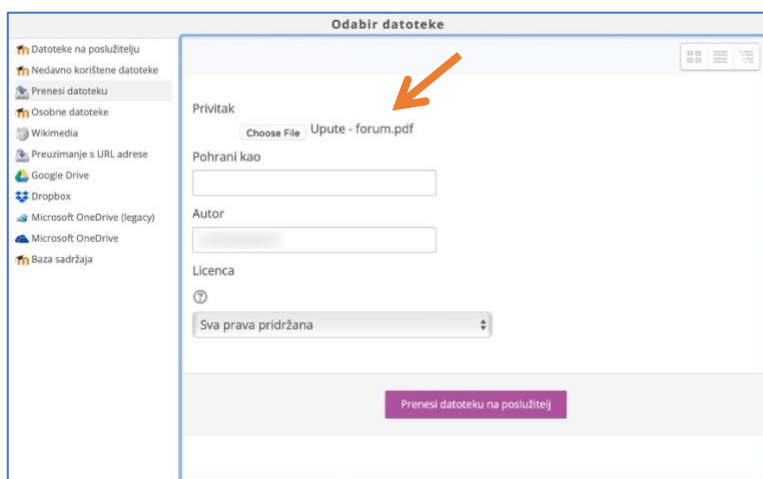 Odabir datoteke
Datoteke na poslužitelju
Nedavno korištene datoteke
Prenesi datoteku
Osobne datoteke
Wikimedia
Preuzimanje s URL adrese
Google Drive
Dropbox
Microsoft OneDrive (legacy)
Microsoft OneDrive
Baza sadržaja
Privitak
Choose File Upute - forum.pdf
Pohrani kao
Autor
Licenca
?
Sva prava pridržana
Prenesi datoteku na poslužitelj